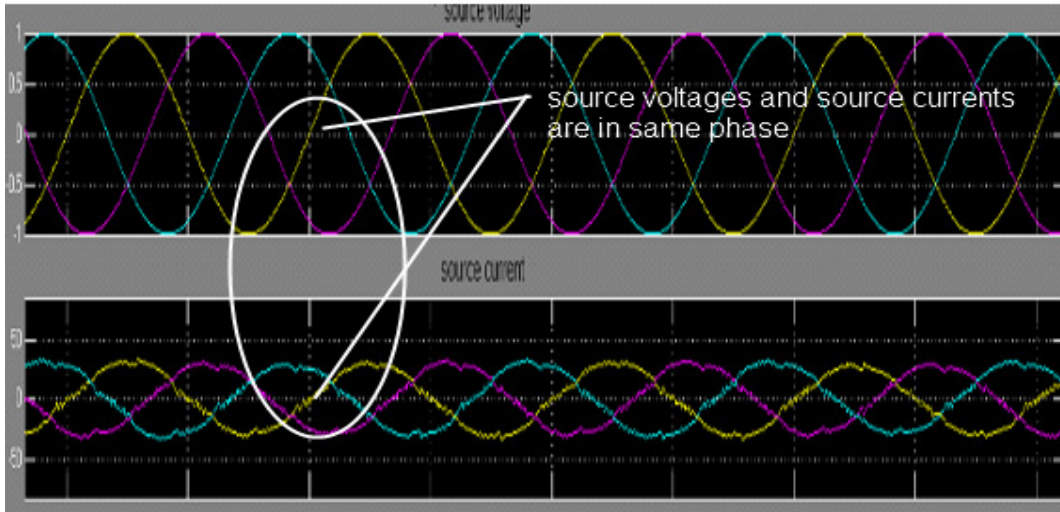 source voltage
1
0.5
0
-0.5
-1
source voltages and source currents
are in same phase
source current
50
0
-50